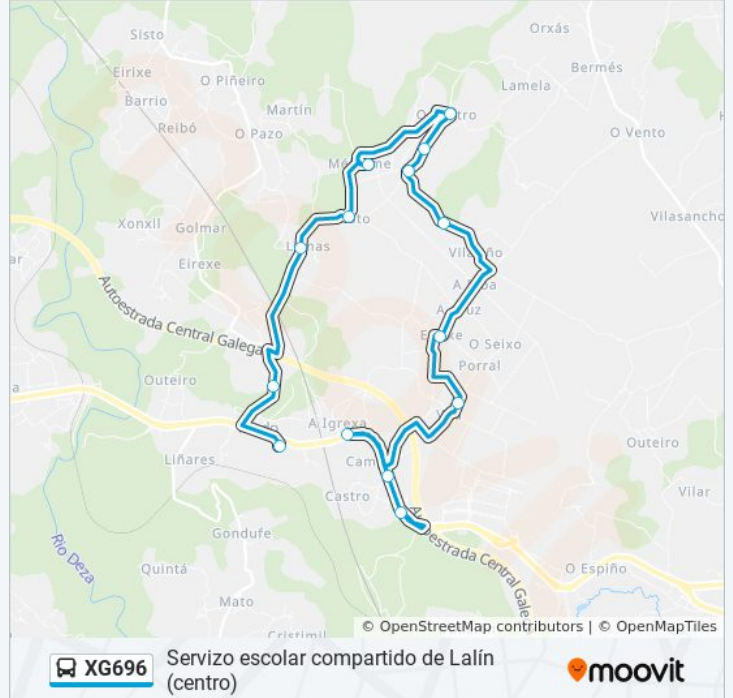 Orxás
Sisto
Bermés
Eirixe
O Piñeiro
Lamela
Barrio
Martín
Reibó
O Pazo
O Vento
Vilasancho
Xonxil
Golmar
Eirexe
Autoestrada Central Galega
O Seixo
Porral
Outeiro
A Igrexa
Outeiro
Liñares
Castro
Vilar
Gondufe
Autoestrada Central Gale
Río Deza
Quintá
O Espiño
Mato
Cristimil
© OpenStreetMap contributors | © OpenMapTiles
XG696
Servizo escolar compartido de Lalín
(centro)
moovit